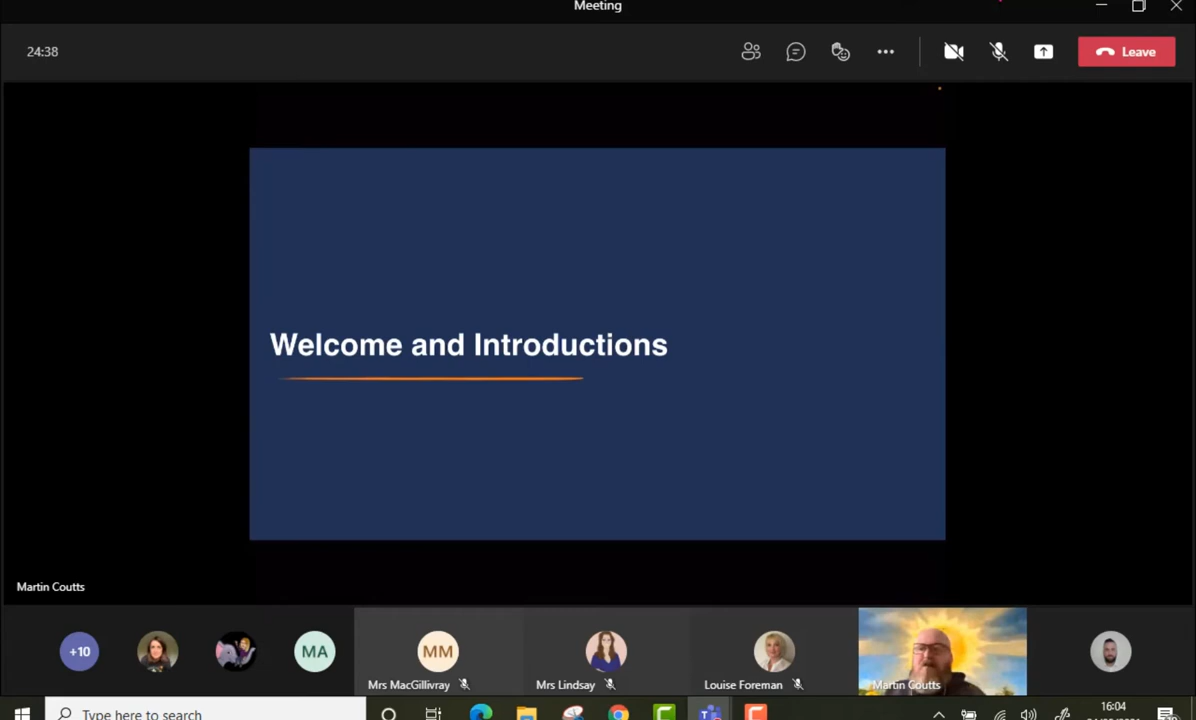 Meeting
24:38
Leave
Welcome and Introductions
Martin Coutts
+10
MA
MM
Mrs MacGillivray
Mrs Lindsay
Louise Foreman
Martin Coutts
Type here to search
16:04